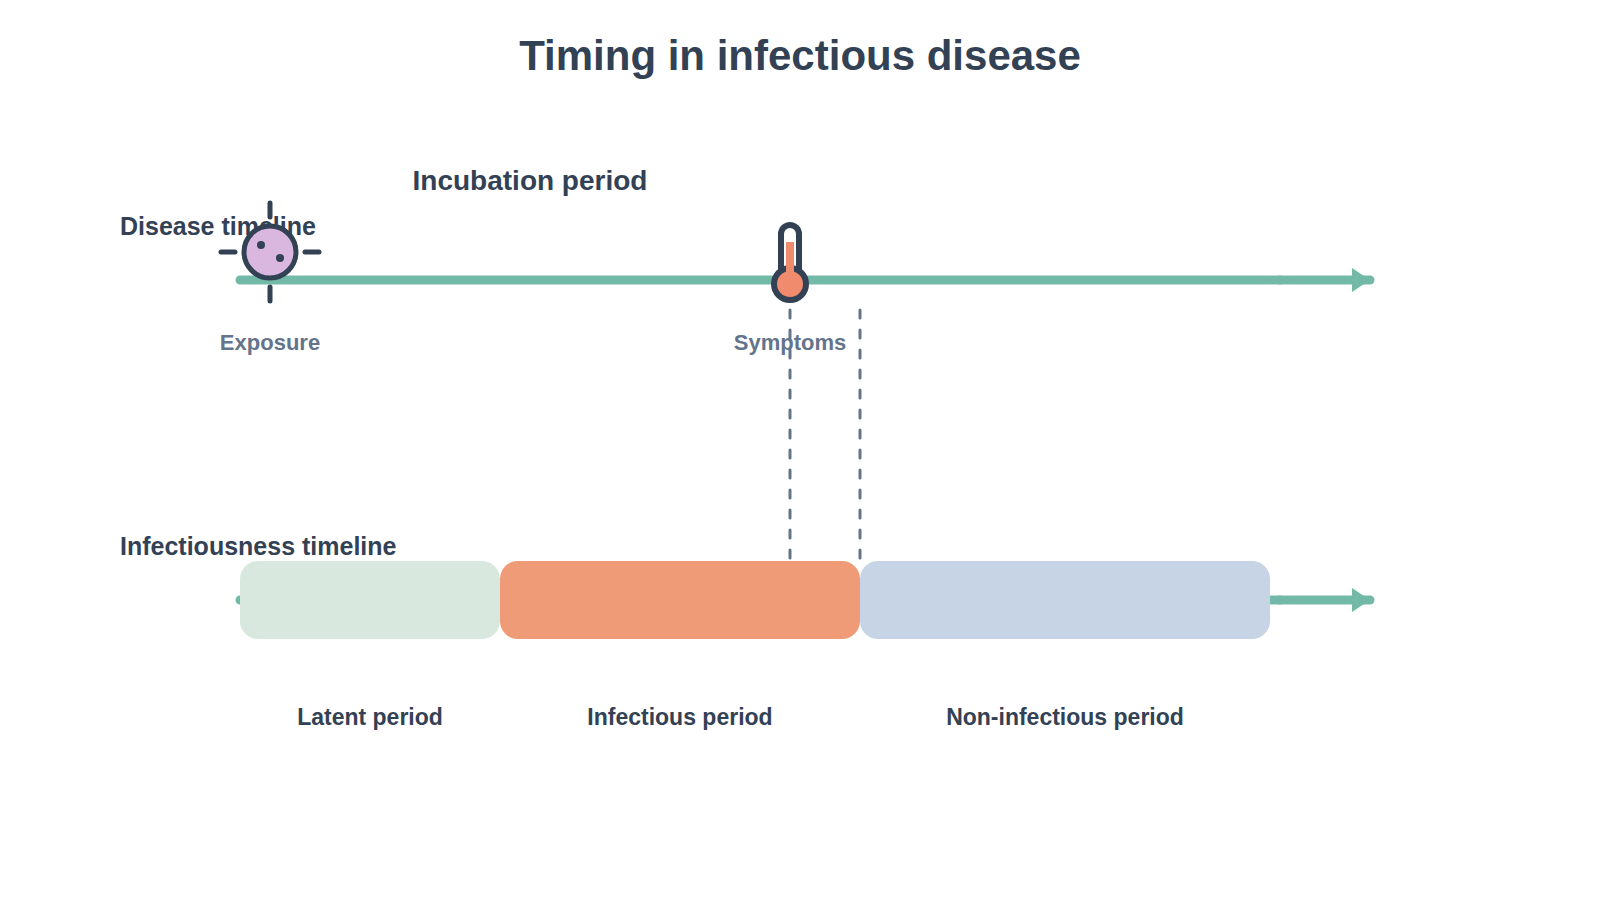 Timing in infectious disease
Incubation period
Disease timeline
Exposure
Symptoms
Infectiousness timeline
Latent period
Infectious period
Non-infectious period